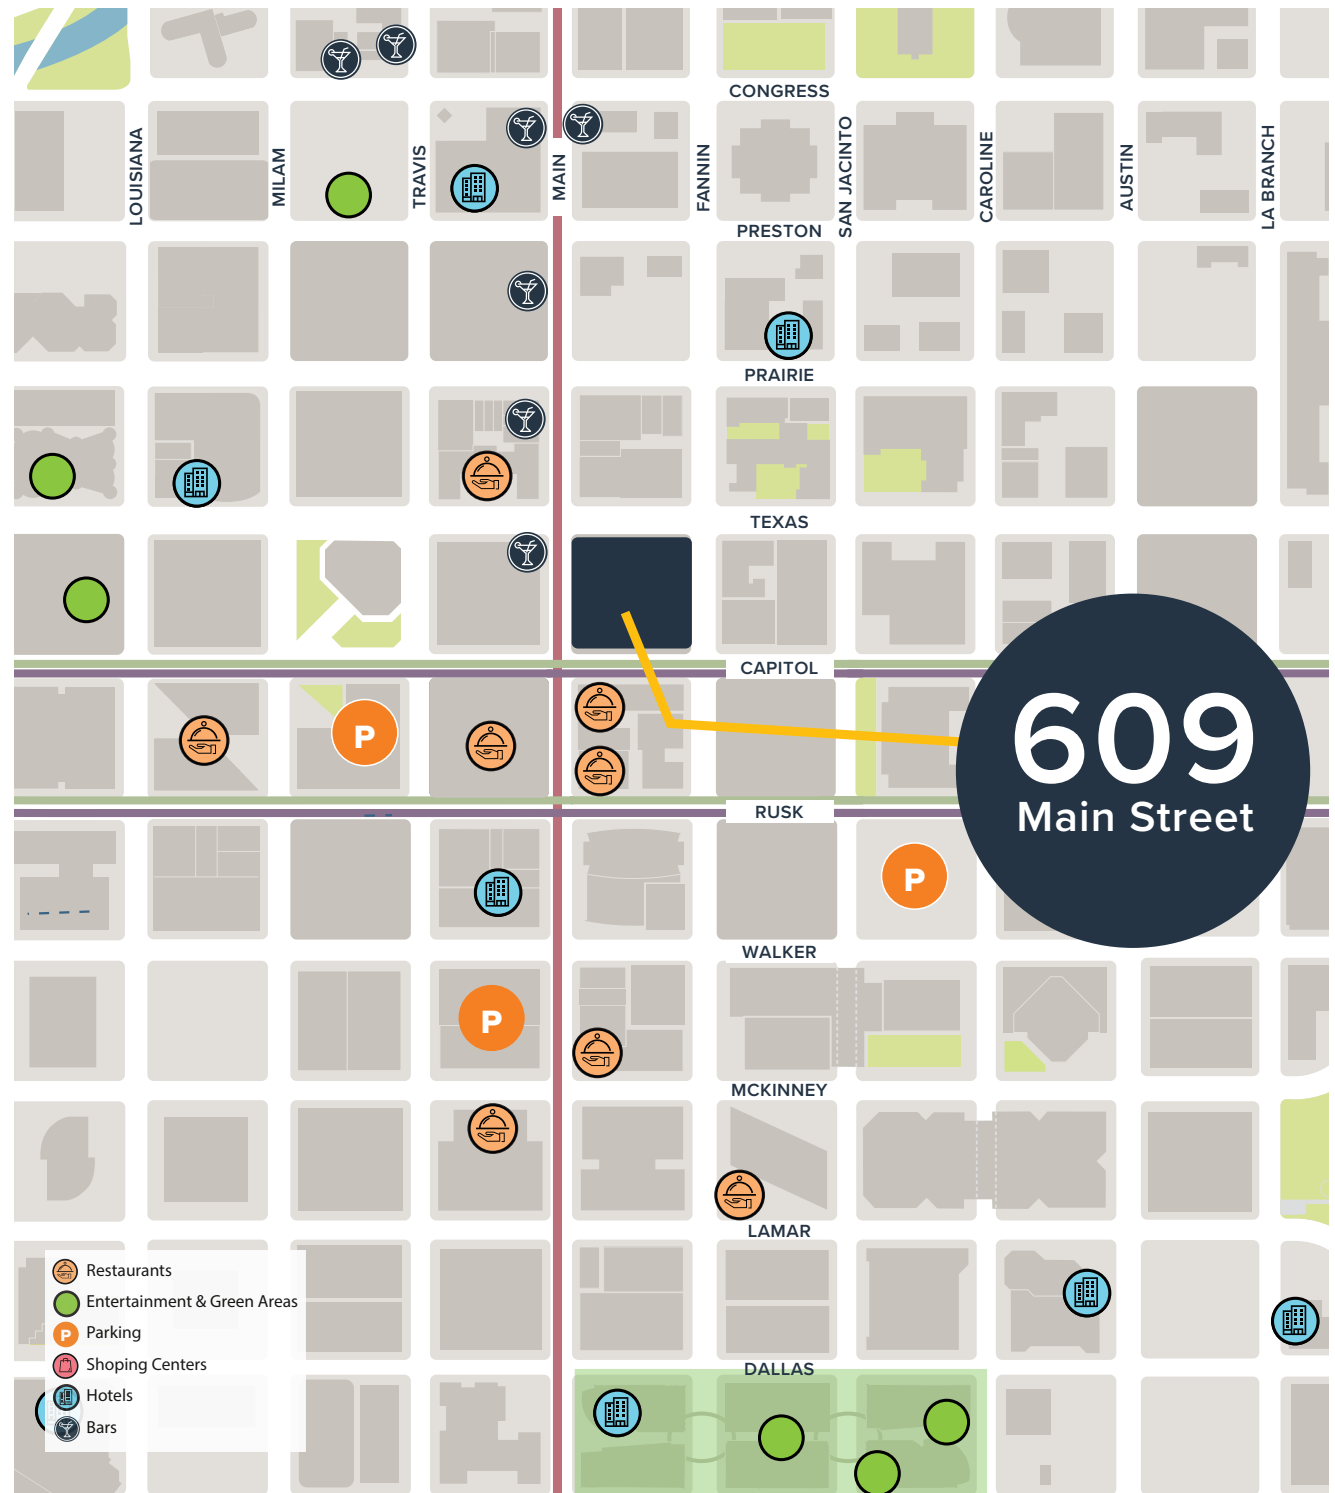 CONGRESS
LOUISIANA
MILAM
TRAVIS
MAIN
FANNIN
SAN JACINTO
CAROLINE
AUSTIN
LA BRANCH
PRESTON
PRAIRIE
TEXAS
CAPITOL
609
Main Street
P
RUSK
P
WALKER
P
MCKINNEY
LAMAR
Restaurants
Entertainment & Green Areas
P Parking
Shoping Centers
DALLAS
Hotels
Bars